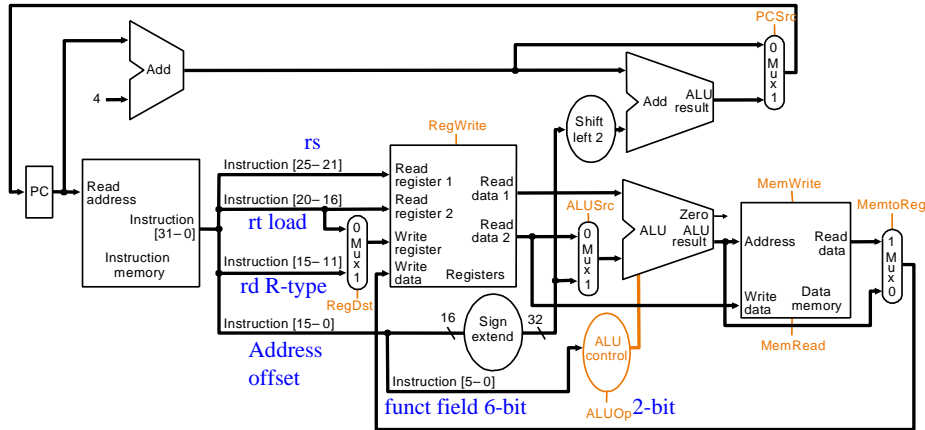 PCSrc
0
M
u
x
1
Add
4
Add
ALU
result
Shift
left 2
RegWrite
rs
Instruction [25–21]
Read
register 1
Read
data 1
PC
Read
address
Instruction
[31–0]
Instruction
memory
Instruction [20–16]
Read
register 2
rt load
0
M
u
x
1
Write
register
Read
data 2
Write
data
Registers
Instruction [15–11]
rd R-type
RegDst
ALUSrc
0
M
u
x
1
Zero
ALU
ALU
result
MemWrite
Address
Read
data
Write
data
Data
memory
MemRead
MemtoReg
1
M
u
x
0
Instruction [15–0]
16
Sign
extend
32
Address
offset
ALU
control
Instruction [5–0]
funct field 6-bit
ALUOp
2-bit